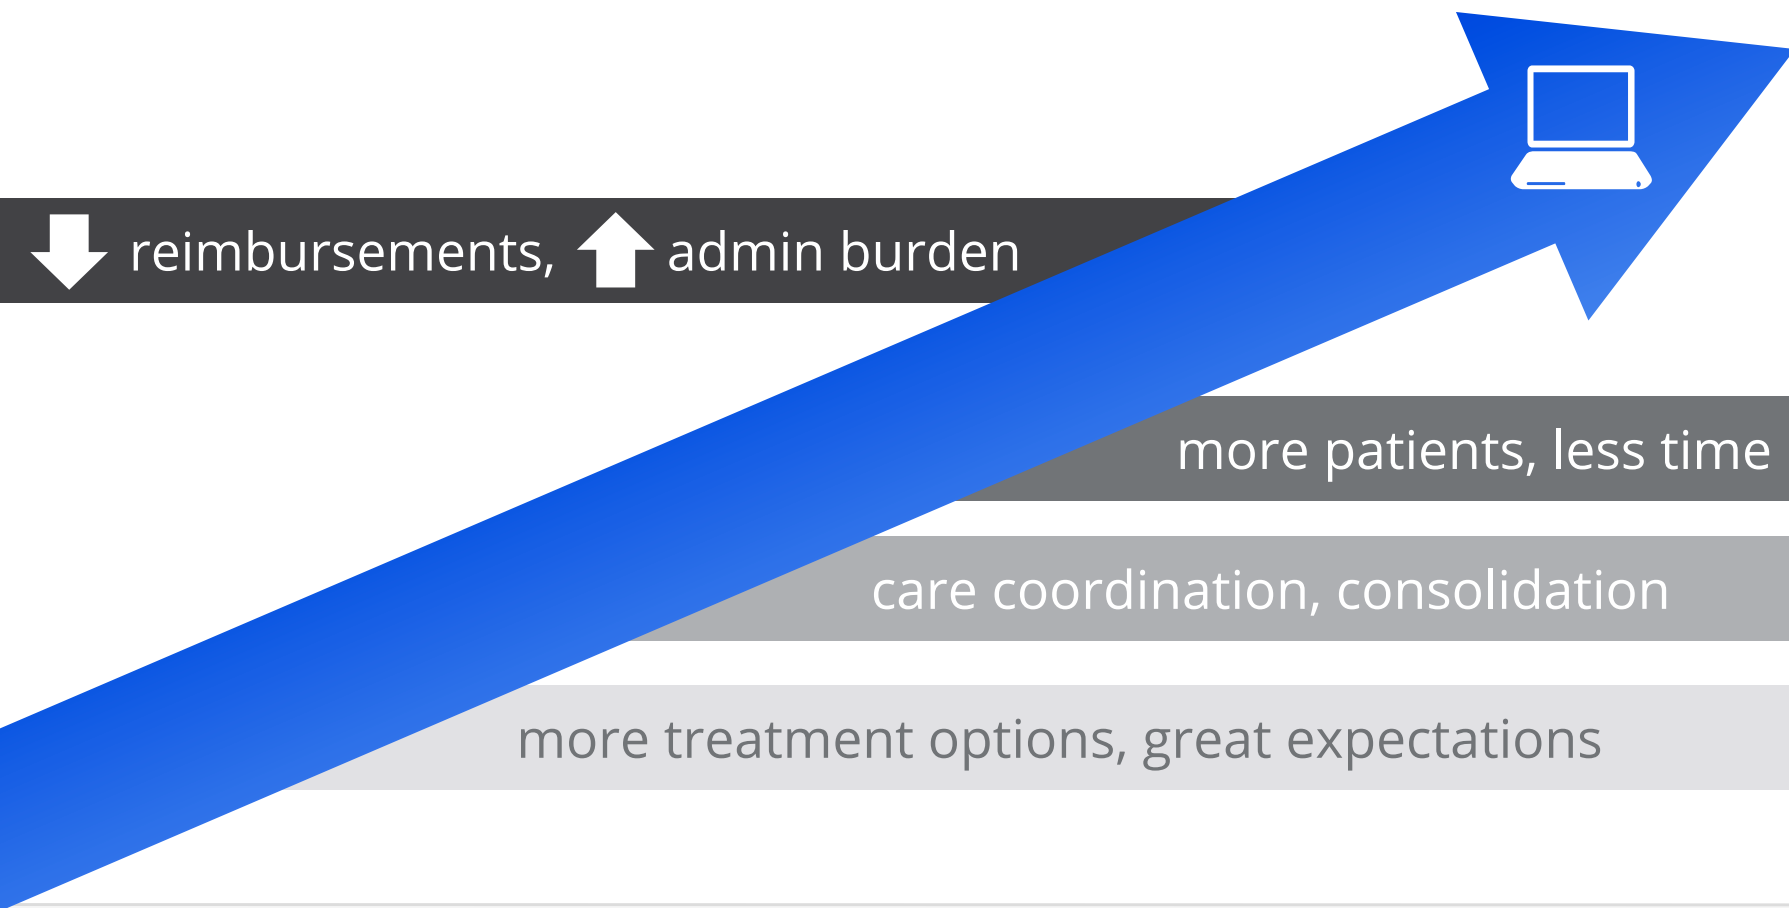 reimbursements, admin burden
more patients, less time
care coordination, consolidation
more treatment options, great expectations